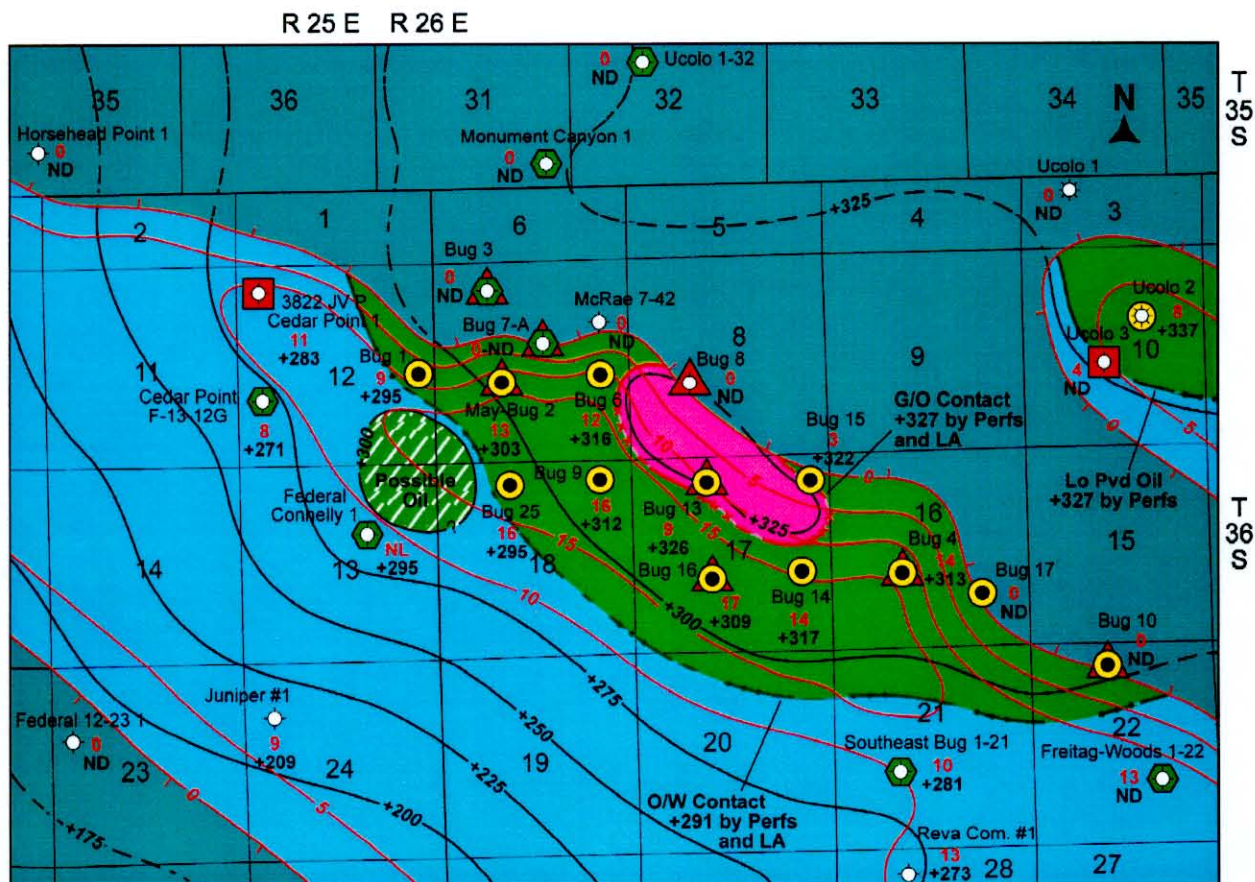 R 25 E R 26 E
T
35
S
T
36
S
N
35
36
31
32
33
34
35
Ucolo 1-32
0
ND
Horsehead Point 1
0
ND
Monument Canyon 1
0
ND
Ucolo 1
0
ND
+325
2
1
6
5
4
3
Bug 3
0
ND
3822 JV P
Cedar Point 1
11
+283
McRae 7-42
0
ND
Bug 7-A
0-ND
Bug 8
0
ND
8
9
Ucolo 2
8
+337
10
Ucolo 3
4
ND
11
12
Bug 1
9
+295
May-Bug 2
13
+303
Bug 6
12
+316
G/O Contact
+327 by Perfs
and LA
Bug 15
3
+322
0
10
5
5
Cedar Point
F-13-12G
8
+271
+300
Possible
Oil
?
Lo Pvd Oil
+327 by Perfs
Federal
Connelly 1
NL
+295
Bug 25
16
+295
Bug 9
16
+312
Bug 13
9
+326
+325
15
15
13
14
18
17
16
15
Bug 4
14
+313
Bug 17
0
ND
Bug 16
17
+309
Bug 14
14
+317
10
+300
Bug 10
0
ND
+275
+250
+225
+200
+175
Juniper #1
9
+209
Federal 12-23 1
0
ND
23
24
19
20
21
22
0
5
Southeast Bug 1-21
10
+281
Freitag-Woods 1-22
13
ND
O/W Contact
+291 by Perfs
and LA
Reva Com. #1
13
+273
28
27